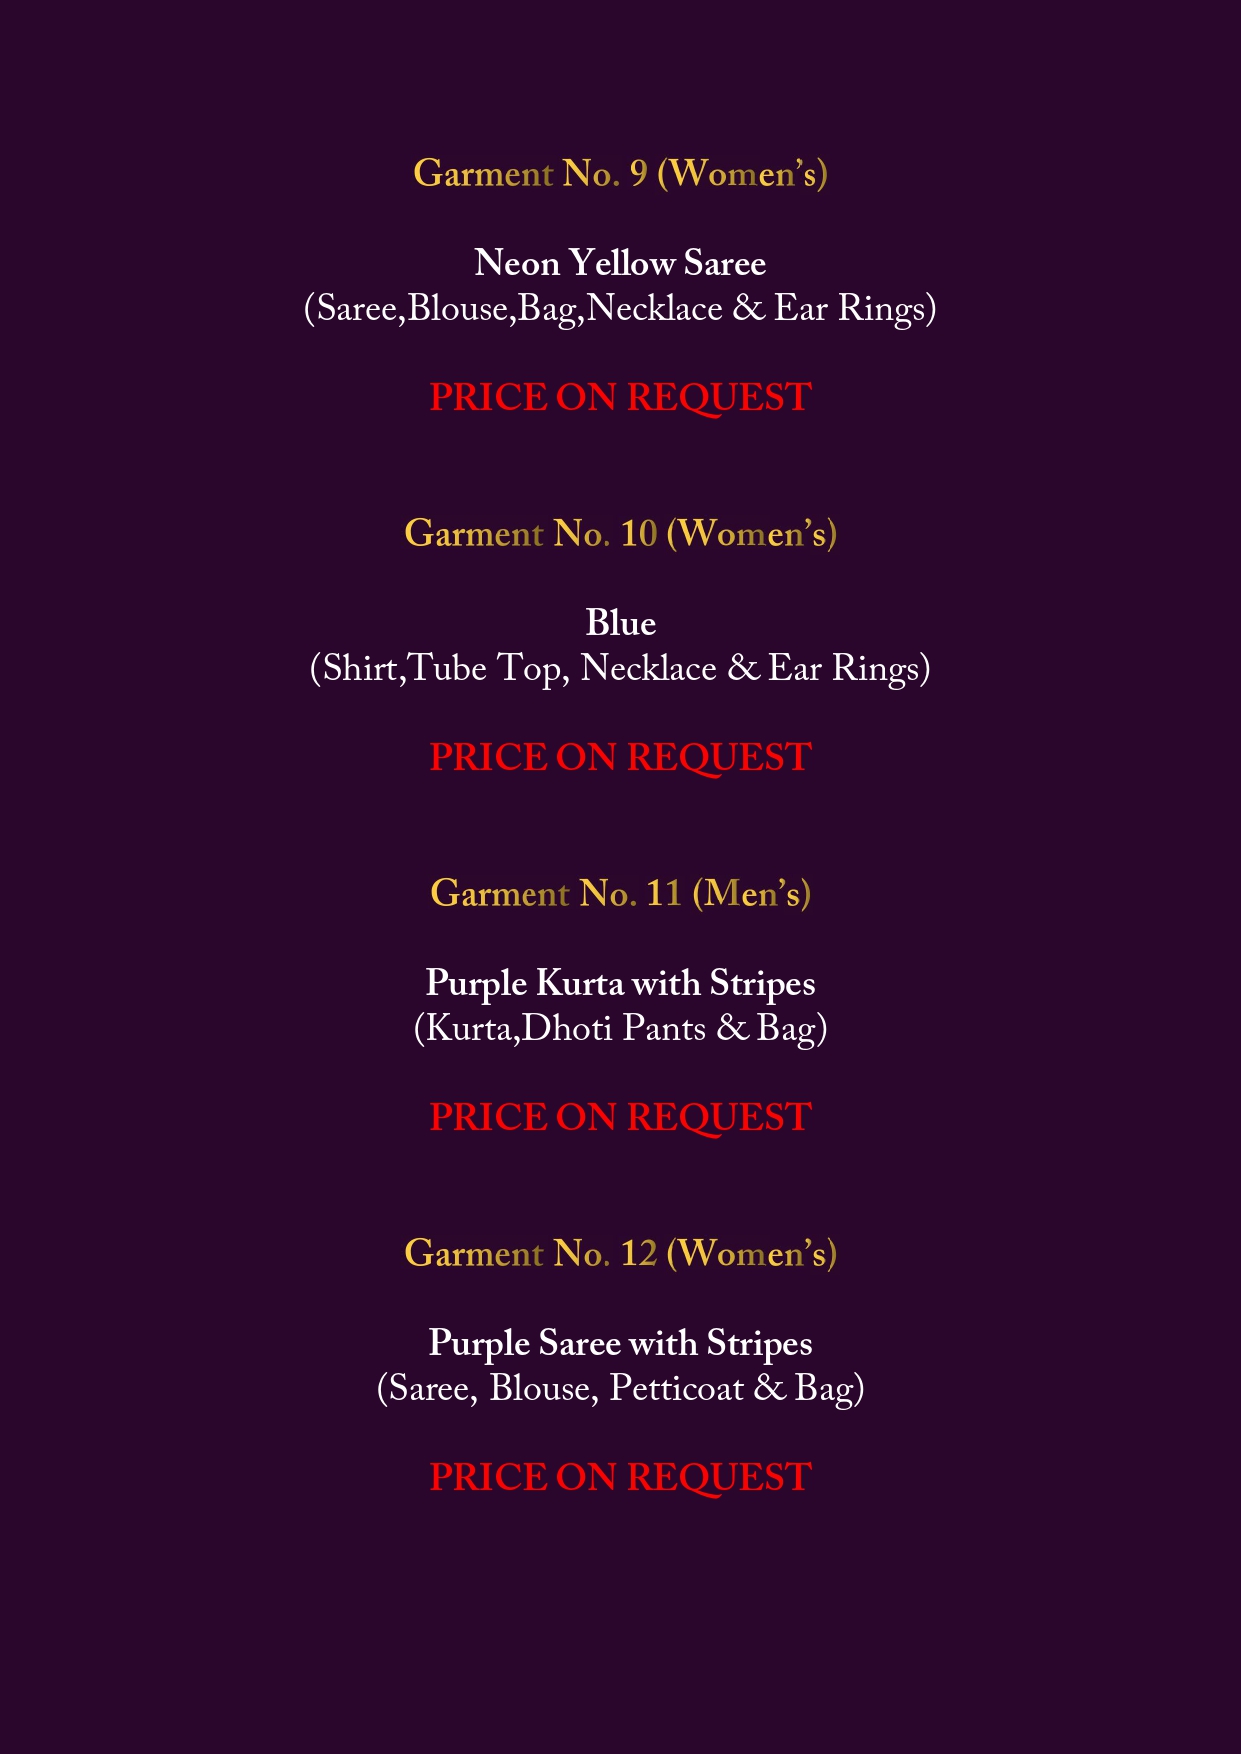 Garment No. 9 (Women’s)
Neon Yellow Saree
(Saree,Blouse,Bag,Necklace & Ear Rings)
PRICE ON REQUEST
Garment No. 10 (Women’s)
Blue
(Shirt,Tube Top, Necklace & Ear Rings)
PRICE ON REQUEST
Garment No. 11 (Men’s)
Purple Kurta with Stripes
(Kurta,Dhoti Pants & Bag)
PRICE ON REQUEST
Garment No. 12 (Women’s)
Purple Saree with Stripes
(Saree, Blouse, Petticoat & Bag)
PRICE ON REQUEST